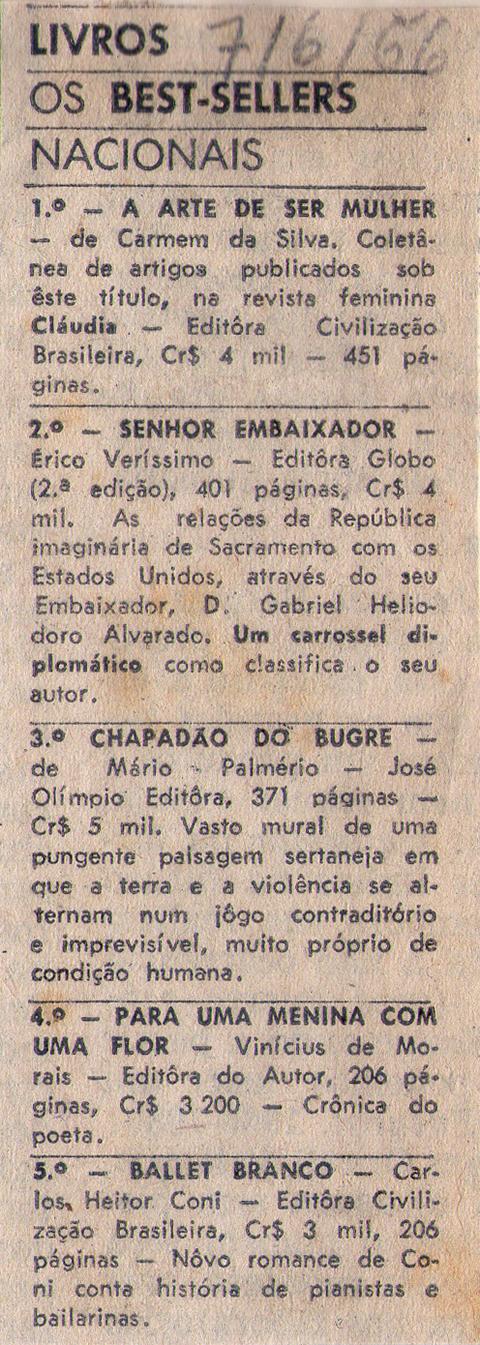 LIVROS 7/6/66
OS BEST-SELLERS
NACIONAIS
1.º — A ARTE DE SER MULHER
— de Carmem da Silva. Coletâ-
nea de artigos publicados sob
êste título, na revista feminina
Cláudia — Editôra Civilização
Brasileira, Cr$ 4 mil — 451 pá-
ginas.
2.º — SENHOR EMBAIXADOR —
Érico Veríssimo — Editôra Globo
(2.ª edição), 401 páginas, Cr$ 4
mil. As relações da República
imaginária de Sacramento com os
Estados Unidos, através do seu
Embaixador, D. Gabriel Helio-
doro Alvarado. Um carrossel di-
plomático como classifica o seu
autor.
3.º CHAPADÃO DO BUGRE —
de Mário - Palmério — José
Olímpio Editôra, 371 páginas —
Cr$ 5 mil. Vasto mural de uma
pungente paisagem sertaneja em
que a terra e a violência se al-
ternam num jôgo contraditório
e imprevisível, muito próprio de
condição humana.
4.º — PARA UMA MENINA COM
UMA FLOR — Vinícius de Mo-
rais — Editôra do Autor, 206 pá-
ginas, Cr$ 3 200 — Crônica do
poeta.
5.º — BALLET BRANCO — Car-
los, Heitor Coni — Editôra Civili-
zação Brasileira, Cr$ 3 mil, 206
páginas — Nôvo romance de Co-
ni conta história de pianistas e
bailarinas.